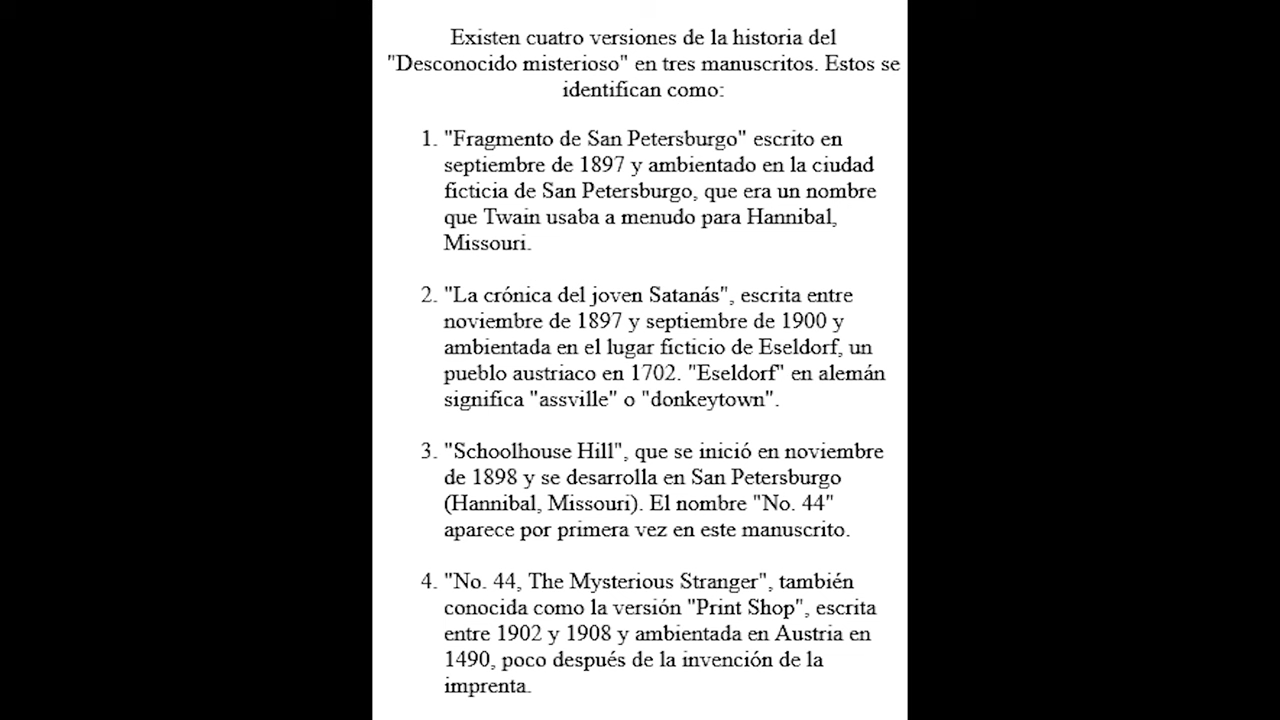 Existen cuatro versiones de la historia del
"Desconocido misterioso" en tres manuscritos. Estos se
identifican como:
1. "Fragmento de San Petersburgo" escrito en
septiembre de 1897 y ambientado en la ciudad
ficticia de San Petersburgo, que era un nombre
que Twain usaba a menudo para Hannibal,
Missouri.
2. "La crónica del joven Satanás", escrita entre
noviembre de 1897 y septiembre de 1900 y
ambientada en el lugar ficticio de Eseldorf, un
pueblo austriaco en 1702. "Eseldorf" en alemán
significa "assville" o "donkeytown".
3. "Schoolhouse Hill", que se inició en noviembre
de 1898 y se desarrolla en San Petersburgo
(Hannibal, Missouri). El nombre "No. 44"
aparece por primera vez en este manuscrito.
4. "No. 44, The Mysterious Stranger", también
conocida como la versión "Print Shop", escrita
entre 1902 y 1908 y ambientada en Austria en
1490, poco después de la invención de la
imprenta.